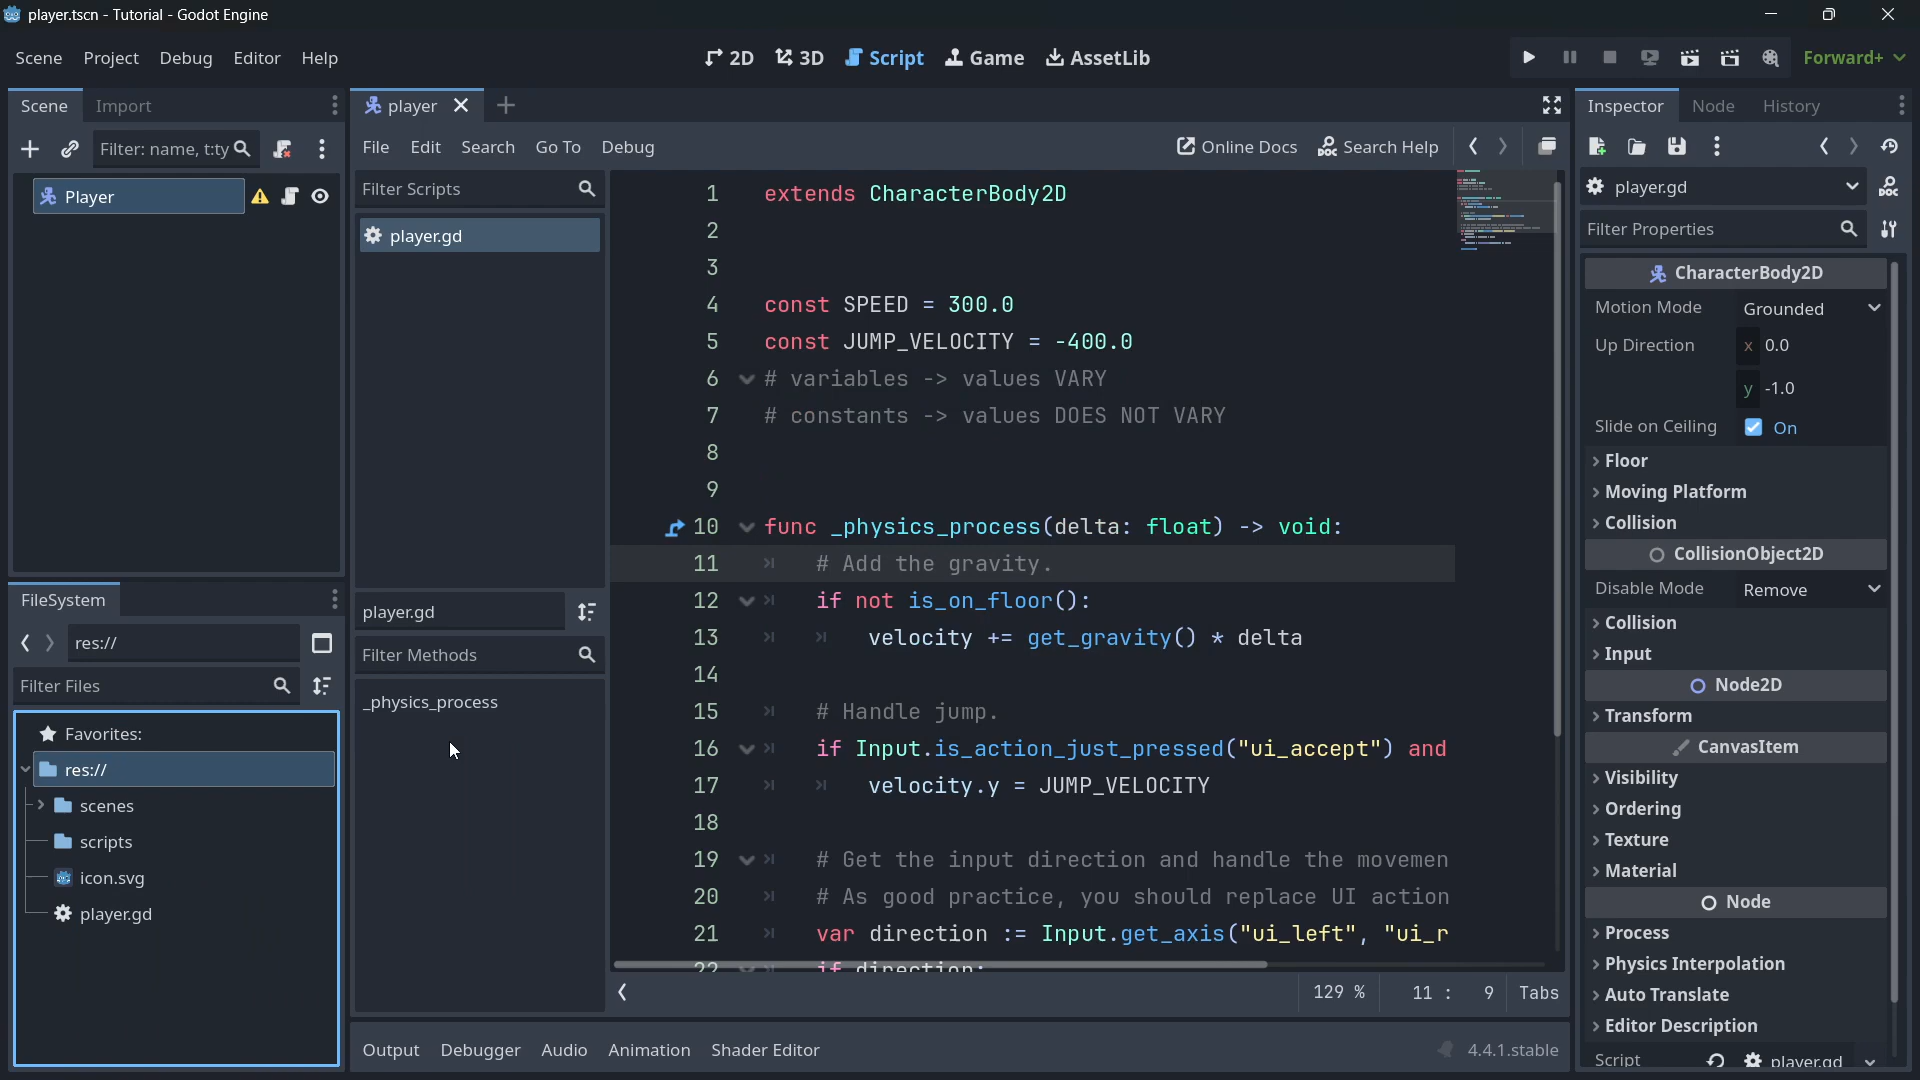 player.tscn - Tutorial - Godot Engine
Scene Project Debug Editor Help
2D 3D Script Game AssetLib
Forward+
Scene Import
Filter: name, t:ty
Player
FileSystem
res://
Filter Files
Favorites:
res://
scenes
scripts
icon.svg
player.gd
player
File Edit Search Go To Debug
Online Docs Search Help
Filter Scripts
player.gd
player.gd
Filter Methods
_physics_process
1 extends CharacterBody2D
2
3
4 const SPEED = 300.0
5 const JUMP_VELOCITY = -400.0
6 # variables -> values VARY
7 # constants -> values DOES NOT VARY
8
9
10 func _physics_process(delta: float) -> void:
11 # Add the gravity.
12 if not is_on_floor():
13 velocity += get_gravity() * delta
14
15 # Handle jump.
16 if Input.is_action_just_pressed("ui_accept") and
17 velocity.y = JUMP_VELOCITY
18
19 # Get the input direction and handle the movemen
20 # As good practice, you should replace UI action
21 var direction := Input.get_axis("ui_left", "ui_r
22 if direction:
129 % 11 : 9 Tabs
Output Debugger Audio Animation Shader Editor
4.4.1.stable
Inspector Node History
player.gd
DOC
Filter Properties
CharacterBody2D
Motion Mode Grounded
Up Direction x 0.0
y -1.0
Slide on Ceiling On
Floor
Moving Platform
Collision
CollisionObject2D
Disable Mode Remove
Collision
Input
Node2D
Transform
CanvasItem
Visibility
Ordering
Texture
Material
Node
Process
Physics Interpolation
Auto Translate
Editor Description
Script player.gd